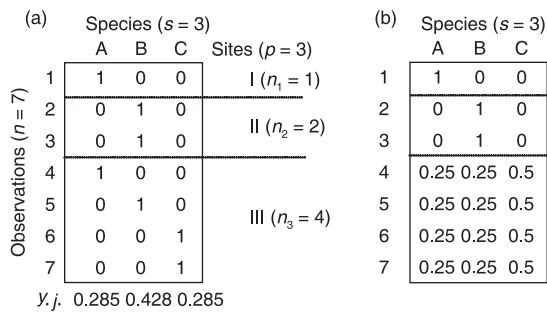 (a) Species (s = 3)
A B C Sites (p = 3)
Observations (n = 7)
1 1 0 0 I (n₁ = 1)
2 0 1 0
II (n₂ = 2)
3 0 1 0
4 1 0 0
5 0 1 0
III (n₃ = 4)
6 0 0 1
7 0 0 1
y.j. 0.285 0.428 0.285
(b) Species (s = 3)
A B C
1 1 0 0
2 0 1 0
3 0 1 0
4 0.25 0.25 0.5
5 0.25 0.25 0.5
6 0.25 0.25 0.5
7 0.25 0.25 0.5